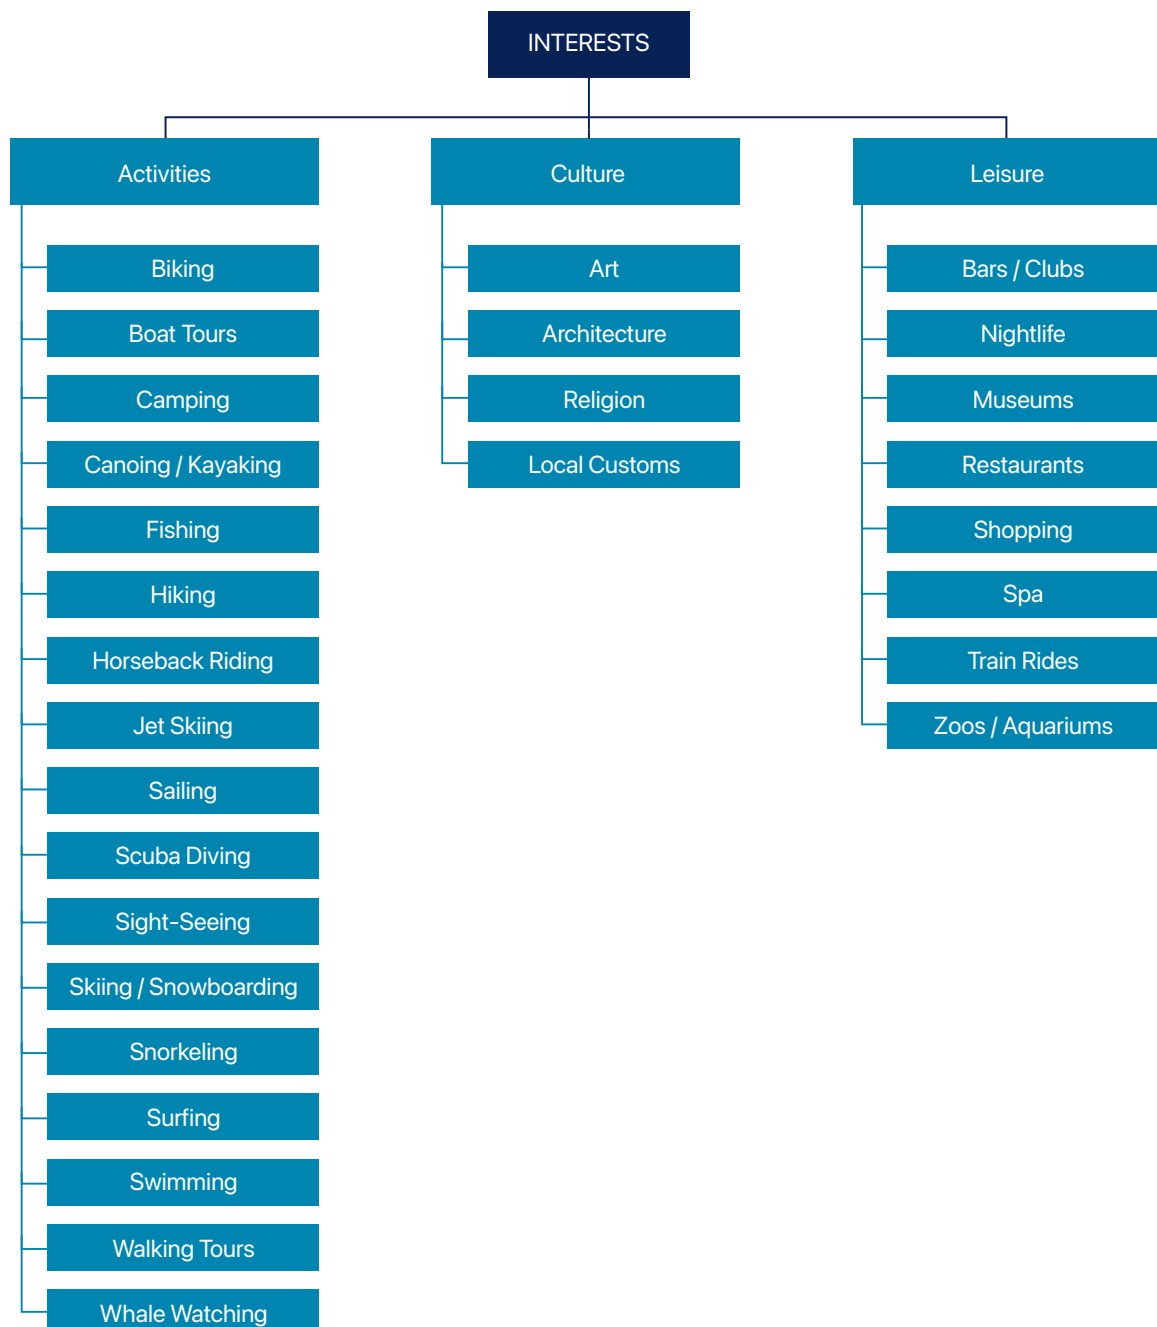 INTERESTS
Activities
Biking
Boat Tours
Camping
Canoing / Kayaking
Fishing
Hiking
Horseback Riding
Jet Skiing
Sailing
Scuba Diving
Sight-Seeing
Skiing / Snowboarding
Snorkeling
Surfing
Swimming
Walking Tours
Whale Watching
Culture
Art
Architecture
Religion
Local Customs
Leisure
Bars / Clubs
Nightlife
Museums
Restaurants
Shopping
Spa
Train Rides
Zoos / Aquariums